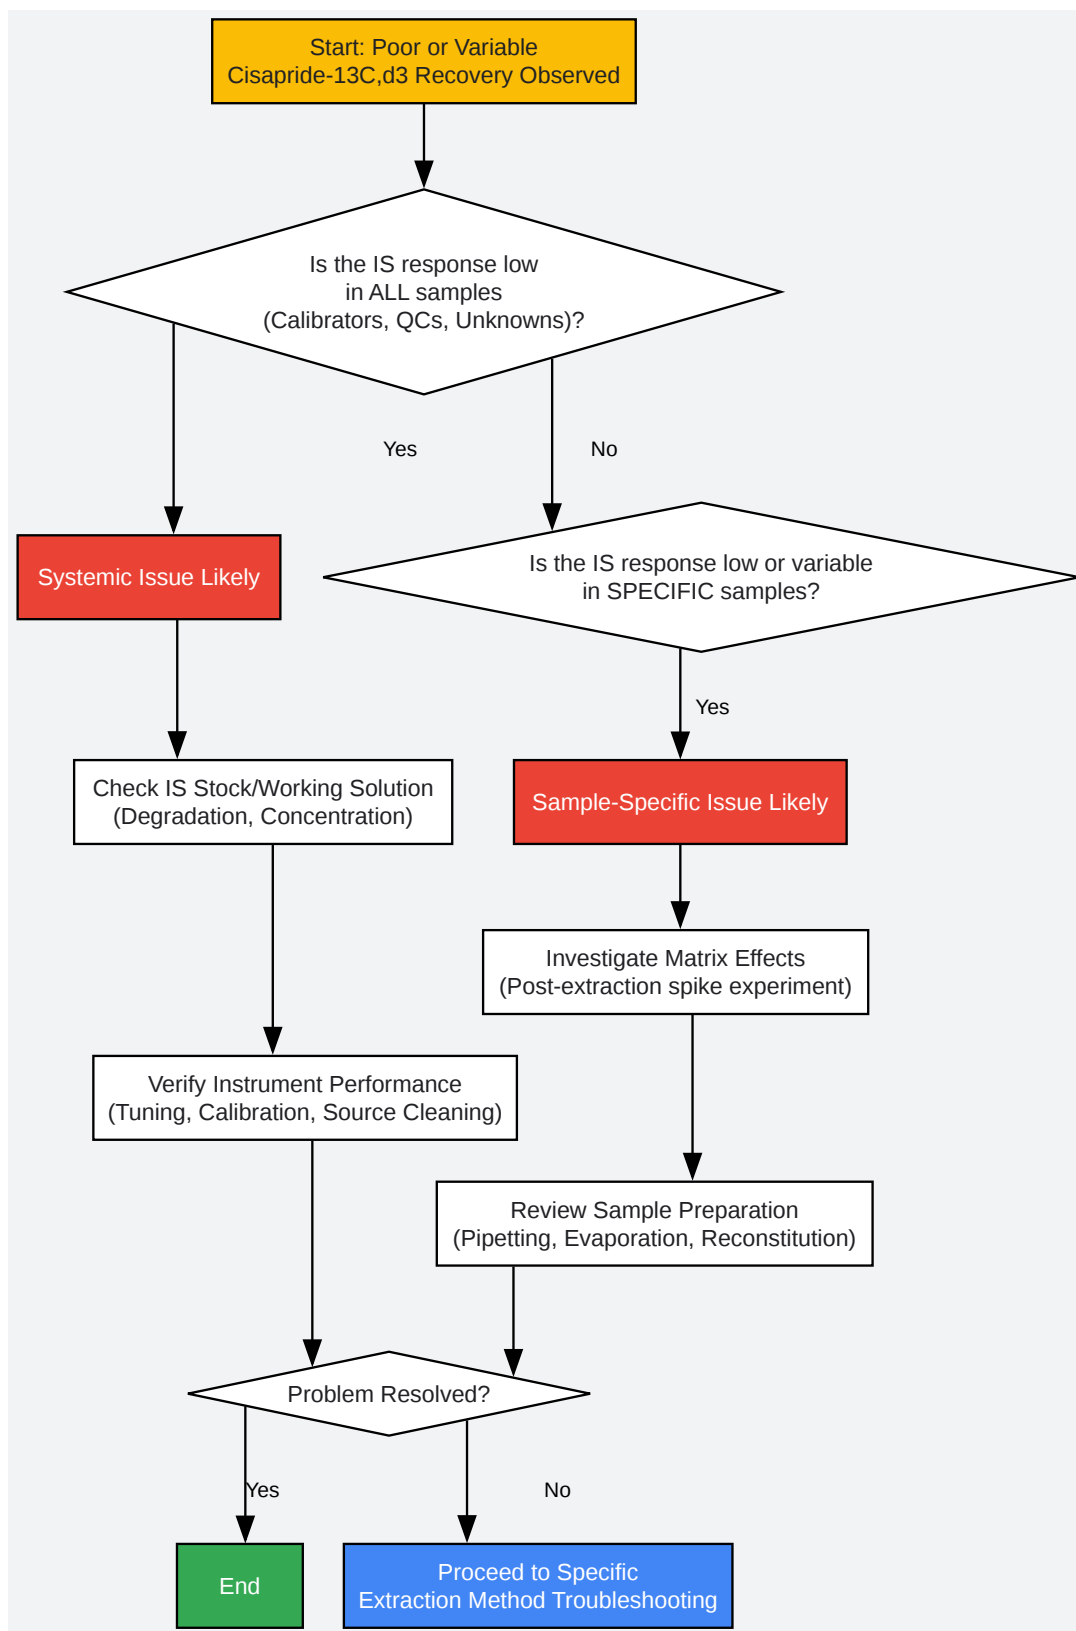 Start: Poor or Variable
Cisapride-13C,d3 Recovery Observed
Is the IS response low
in ALL samples
(Calibrators, QCs, Unknowns)?
Yes
No
Systemic Issue Likely
Is the IS response low or variable
in SPECIFIC samples?
Yes
Check IS Stock/Working Solution
(Degradation, Concentration)
Sample-Specific Issue Likely
Investigate Matrix Effects
(Post-extraction spike experiment)
Verify Instrument Performance
(Tuning, Calibration, Source Cleaning)
Review Sample Preparation
(Pipetting, Evaporation, Reconstitution)
Problem Resolved?
Yes
No
End
Proceed to Specific
Extraction Method Troubleshooting